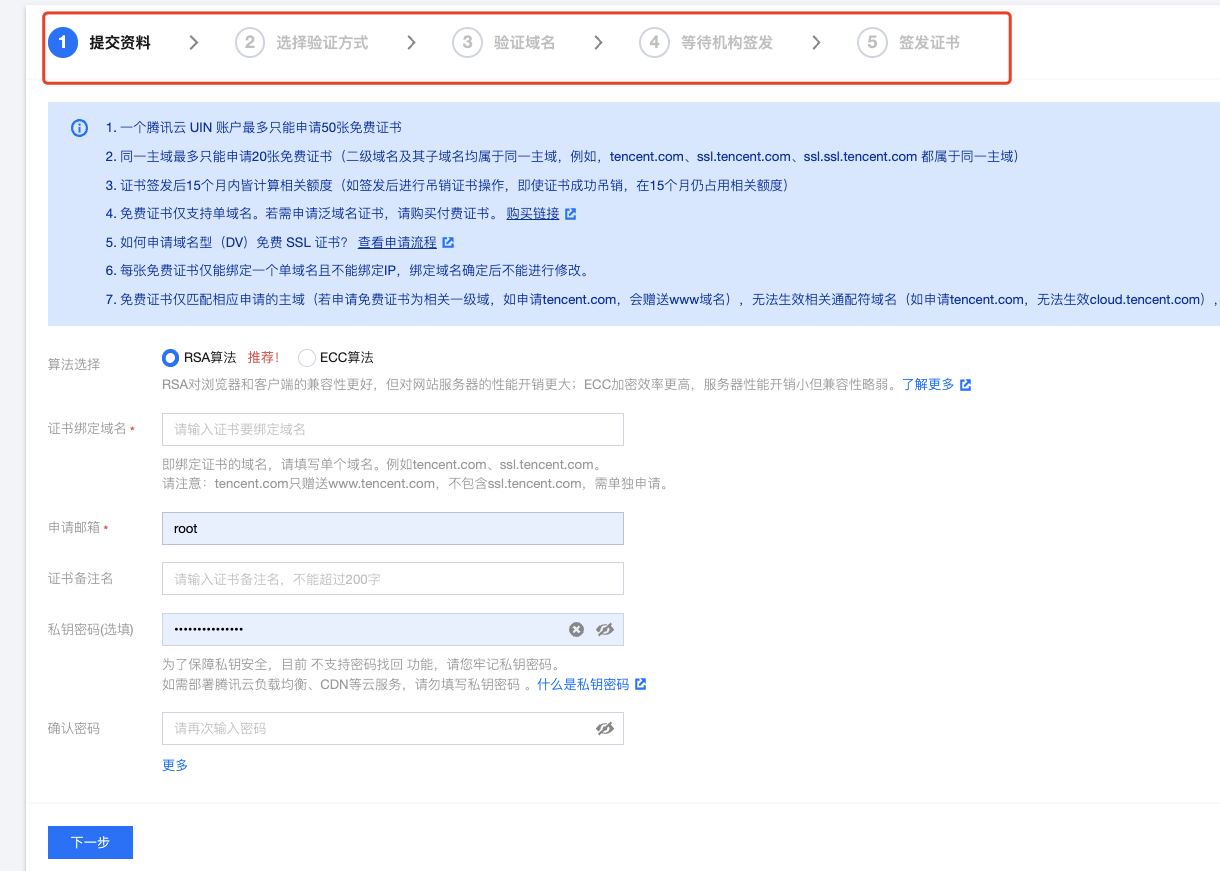 1 提交资料 2 选择验证方式 3 验证域名 4 等待机构签发 5 签发证书
1. 一个腾讯云 UIN 账户最多只能申请50张免费证书
2. 同一主域最多只能申请20张免费证书（二级域名及其子域名均属于同一主域，例如，tencent.com、ssl.tencent.com、ssl.ssl.tencent.com 都属于同一主域）
3. 证书签发后15个月内皆计算相关额度（如签发后进行吊销证书操作，即使证书成功吊销，在15个月仍占用相关额度）
4. 免费证书仅支持单域名。若需申请泛域名证书，请购买付费证书。 购买链接
5. 如何申请域名型（DV）免费 SSL 证书？ 查看申请流程
6. 每张免费证书仅能绑定一个单域名且不能绑定IP，绑定域名确定后不能进行修改。
7. 免费证书仅匹配相应申请的主域（若申请免费证书为相关一级域，如申请tencent.com，会赠送www域名），无法生效相关通配符域名（如申请tencent.com，无法生效cloud.tencent.com），
算法选择 RSA算法 推荐！ ECC算法
RSA对浏览器和客户端的兼容性更好，但对网站服务器的性能开销更大；ECC加密效率更高，服务器性能开销小但兼容性略弱。了解更多
证书绑定域名* 请输入证书要绑定域名
即绑定证书的域名，请填写单个域名。例如tencent.com、ssl.tencent.com。
请注意：tencent.com只赠送www.tencent.com，不包含ssl.tencent.com，需单独申请。
申请邮箱* root
证书备注名 请输入证书备注名，不能超过200字
私钥密码(选填) •••••••••••••••
为了保障私钥安全，目前 不支持密码找回 功能，请您牢记私钥密码。
如需部署腾讯云负载均衡、CDN等云服务，请勿填写私钥密码 。什么是私钥密码
确认密码 请再次输入密码
更多
下一步